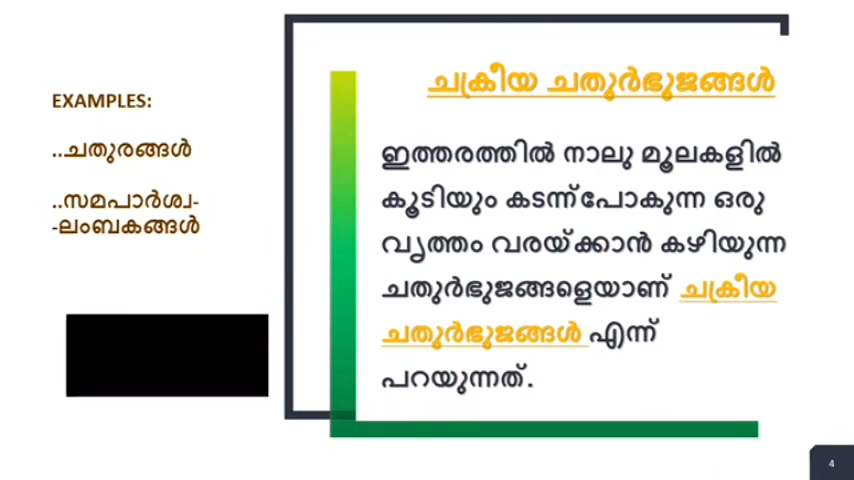 EXAMPLES:
..ചതുരങ്ങൾ
..സമപാർശ്വ-
-ലംബകങ്ങൾ
ചക്രീയ ചതുർഭുജങ്ങൾ
ഇത്തരത്തിൽ നാലു മൂലകളിൽ
കൂടിയും കടന്ന്പോകുന്ന ഒരു
വൃത്തം വരയ്ക്കാൻ കഴിയുന്ന
ചതുർഭുജങ്ങളെയാണ് ചക്രീയ
ചതുർഭുജങ്ങൾ എന്ന്
പറയുന്നത്.
4